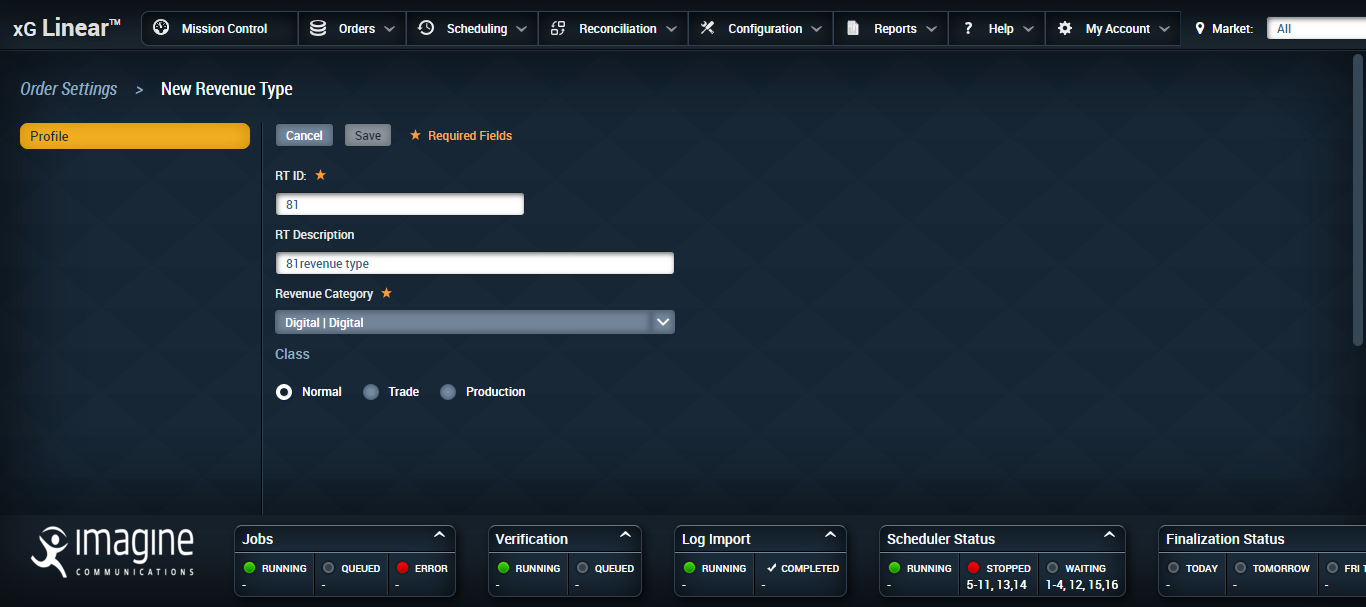 xG Linear™ Mission Control Orders Scheduling Reconciliation Configuration Reports ? Help My Account Market: All
Order Settings > New Revenue Type
Profile Cancel Save ★ Required Fields
RT ID: ★
81
RT Description
81revenue type
Revenue Category ★
Digital | Digital
Class
Normal Trade Production
imagine
COMMUNICATIONS
Jobs
RUNNING QUEUED ERROR
- - -
Verification
RUNNING QUEUED
- -
Log Import
RUNNING COMPLETED
- -
Scheduler Status
RUNNING STOPPED WAITING
- 5-11, 13,14 1-4, 12, 15,16
Finalization Status
TODAY TOMORROW FRI
- - -